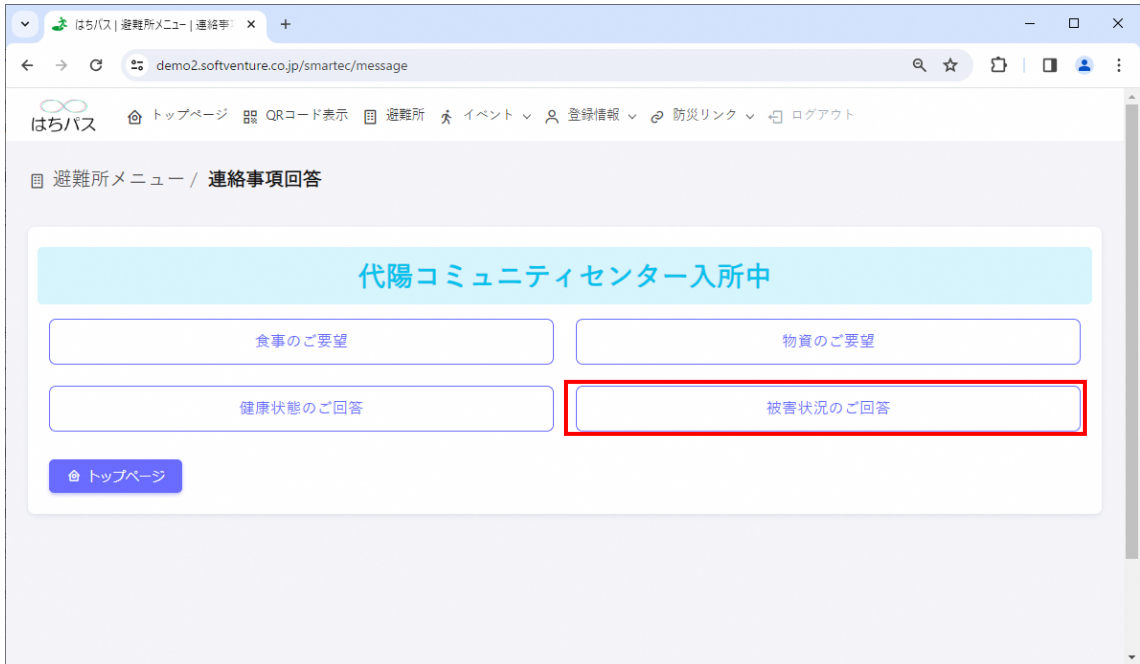 はちパス | 避難所メニュー | 連絡事
demo2.softventure.co.jp/smartec/message
はちパス トップページ QRコード表示 避難所 イベント 登録情報 防災リンク ログアウト
避難所メニュー / 連絡事項回答
代陽コミュニティセンター入所中
食事のご要望 物資のご要望
健康状態のご回答 被害状況のご回答
トップページ